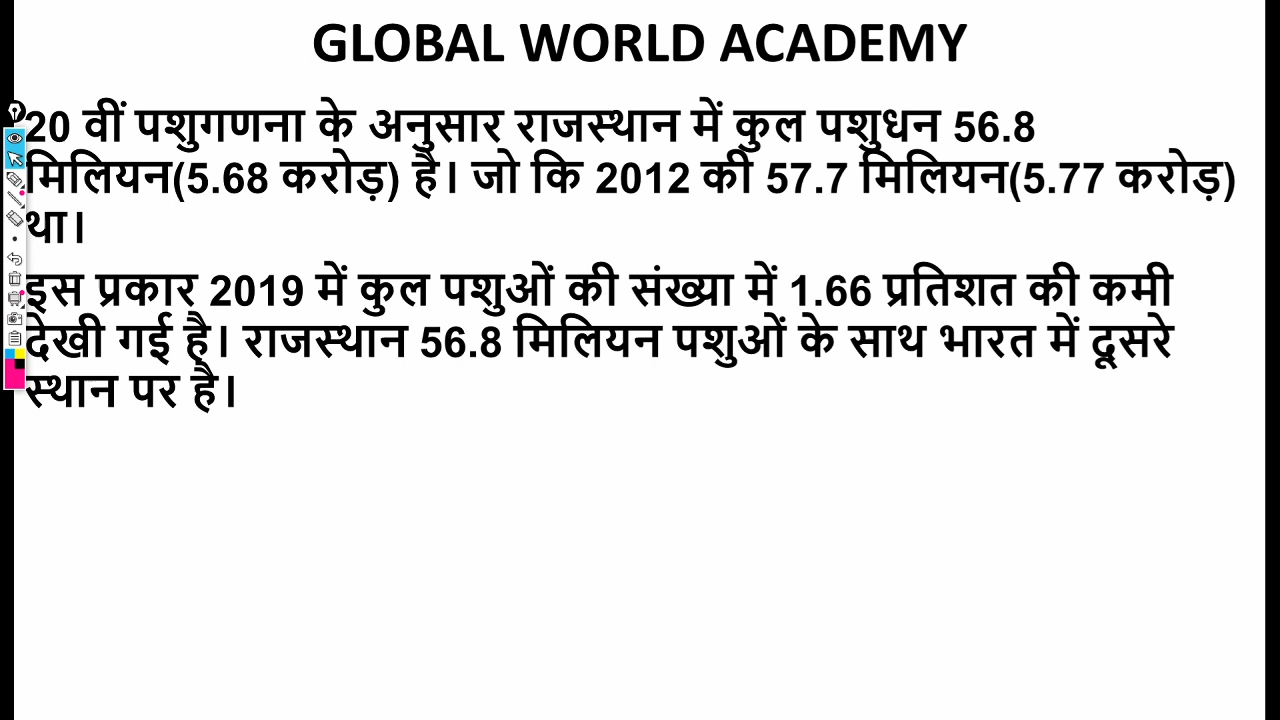 GLOBAL WORLD ACADEMY
20 वीं पशुगणना के अनुसार राजस्थान में कुल पशुधन 56.8
मिलियन(5.68 करोड़) है। जो कि 2012 की 57.7 मिलियन(5.77 करोड़)
था।
इस प्रकार 2019 में कुल पशुओं की संख्या में 1.66 प्रतिशत की कमी
देखी गई है। राजस्थान 56.8 मिलियन पशुओं के साथ भारत में दूसरे
स्थान पर है।